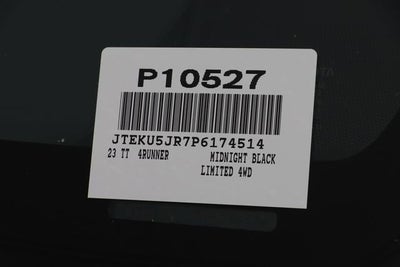 P10527
JTEKU5JR7P6174514
23 TT 4RUNNER MIDNIGHT BLACK
LIMITED 4WD